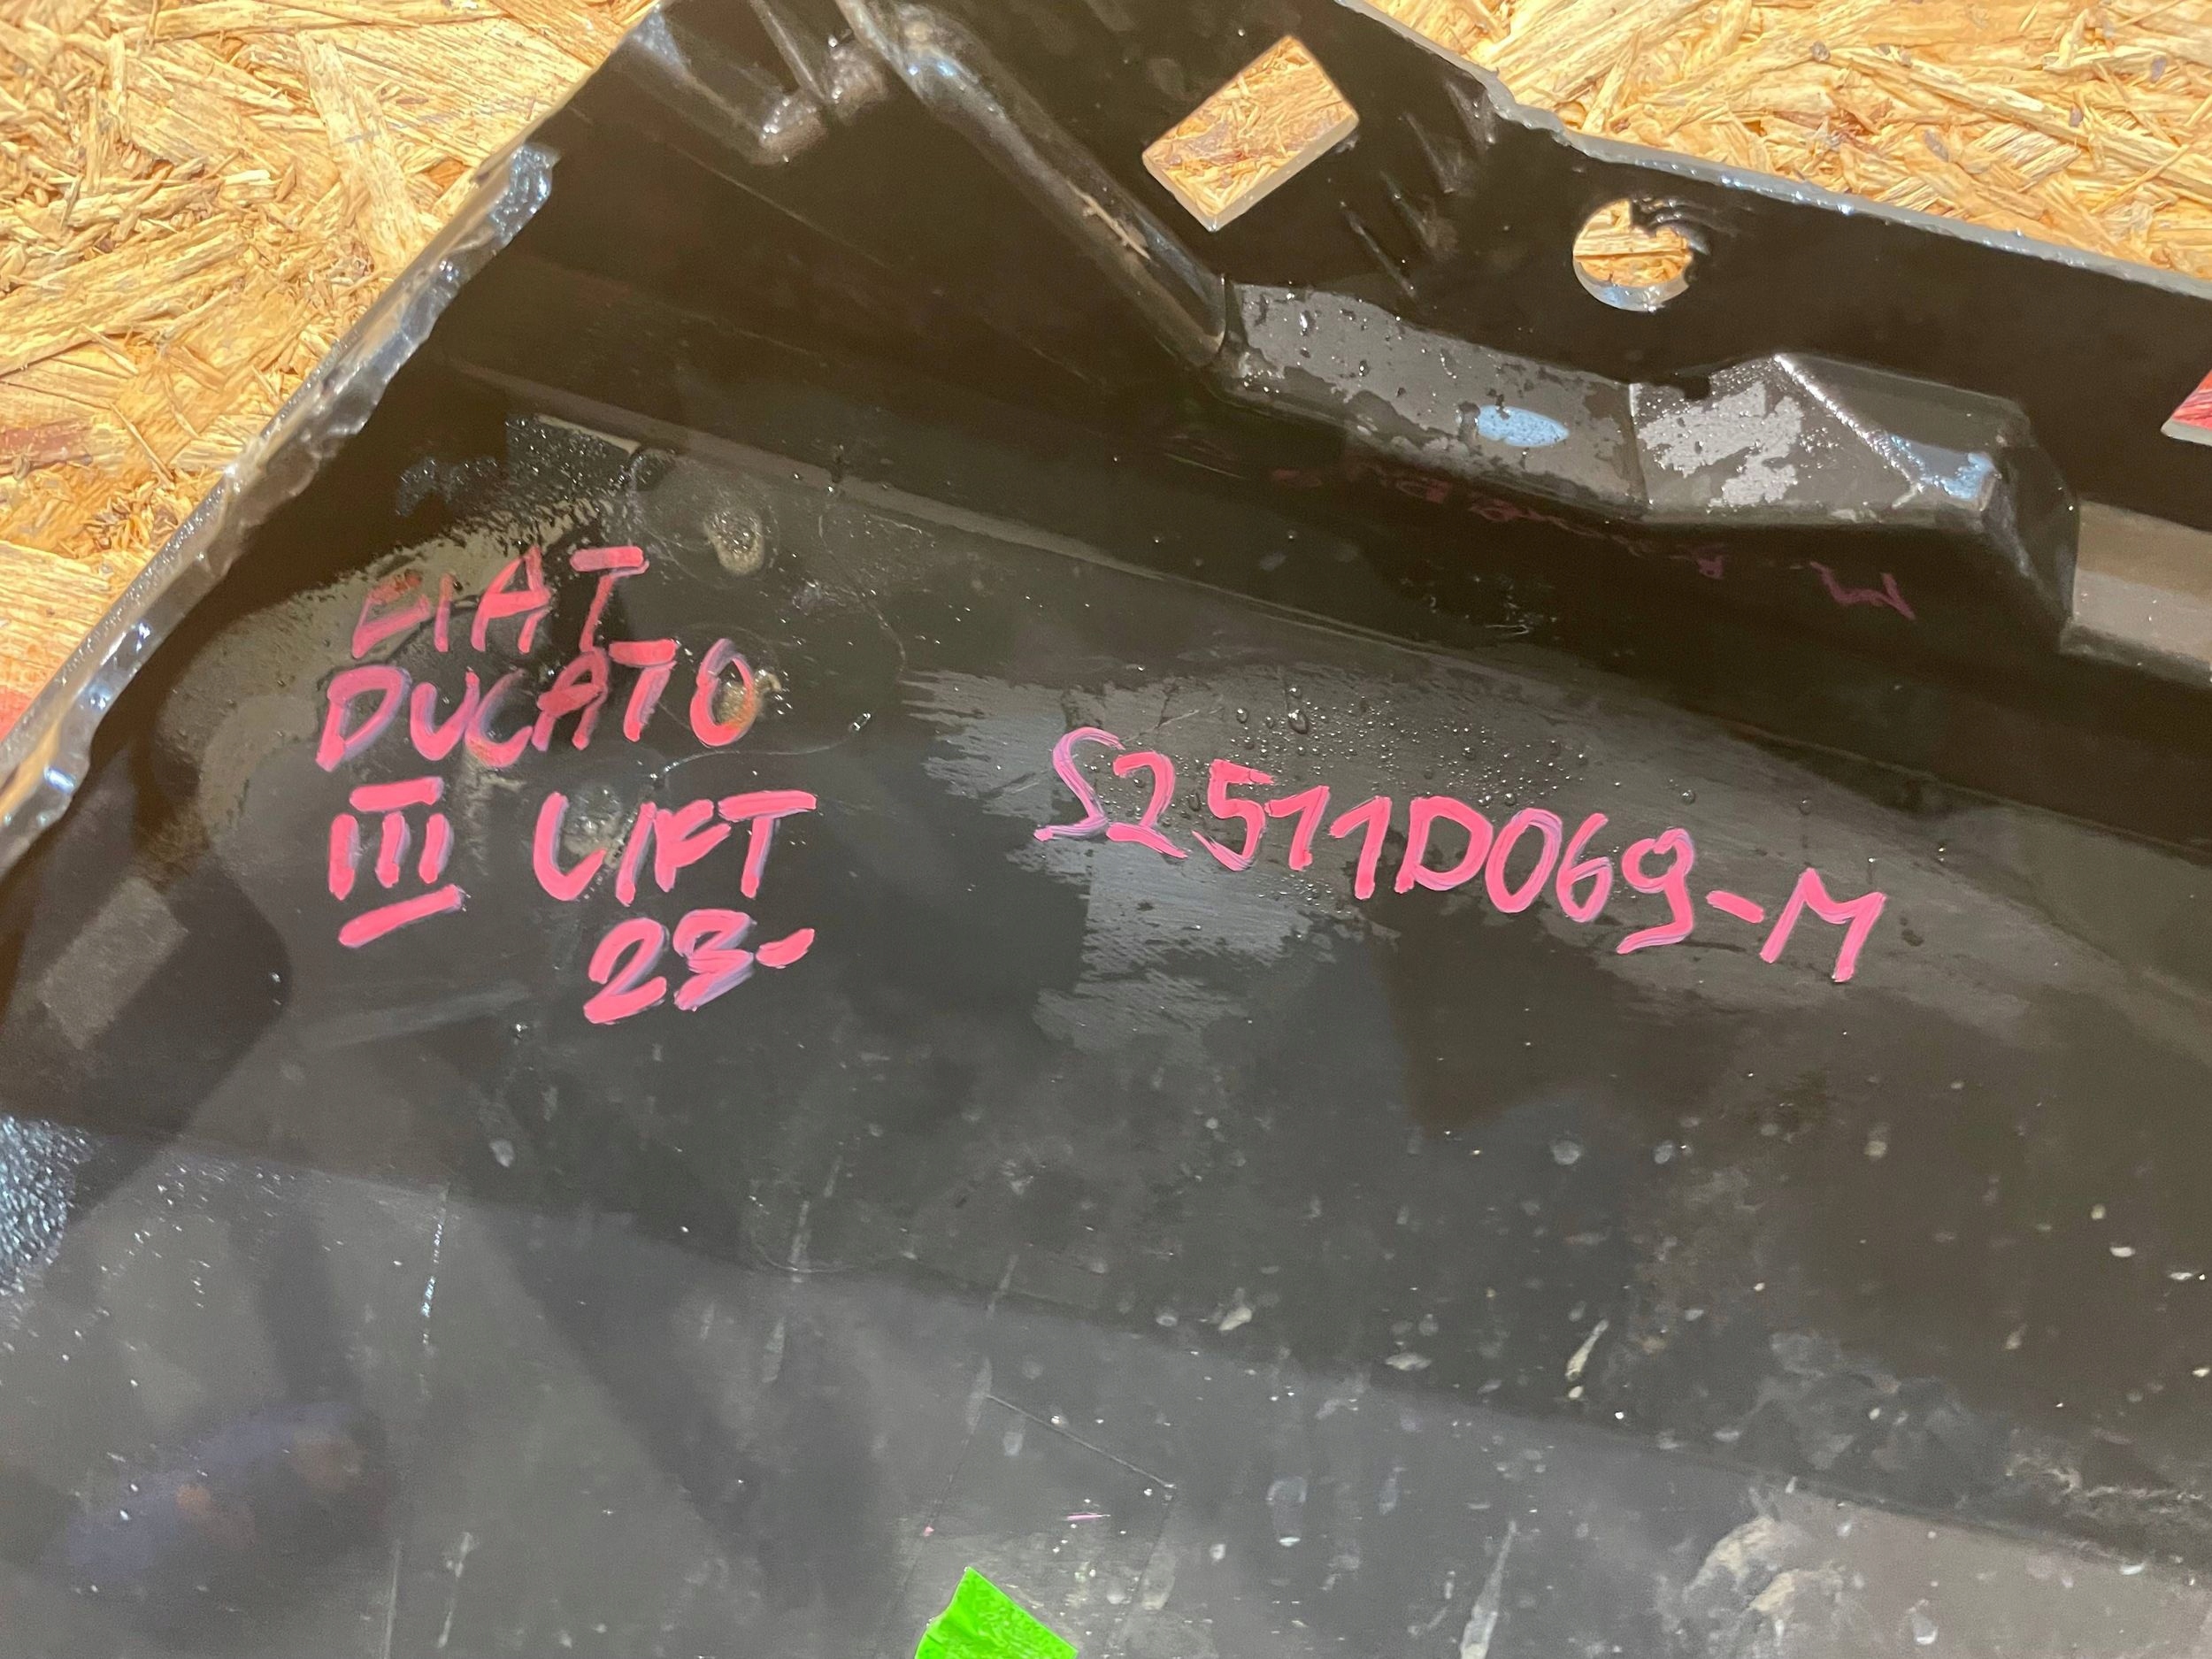 FIAT
DUCATO
III LIFT
23-
S2511D069-M